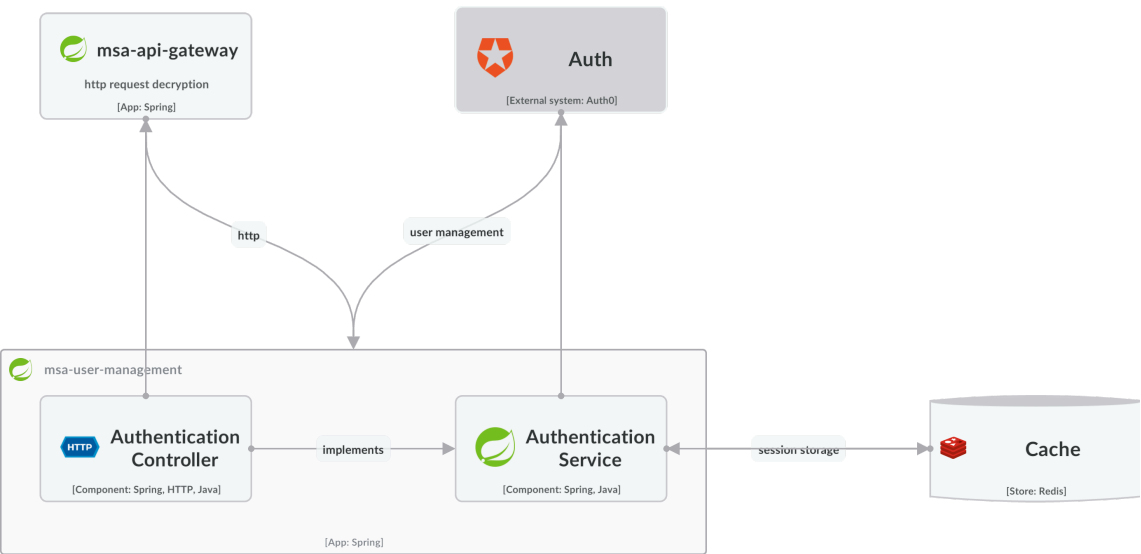 msa-api-gateway
http request decryption
[App: Spring]
Auth
[External system: Auth0]
http
user management
msa-user-management
HTTP
Authentication
Controller
[Component: Spring, HTTP, Java]
implements
Authentication
Service
[Component: Spring, Java]
session storage
Cache
[Store: Redis]
[App: Spring]